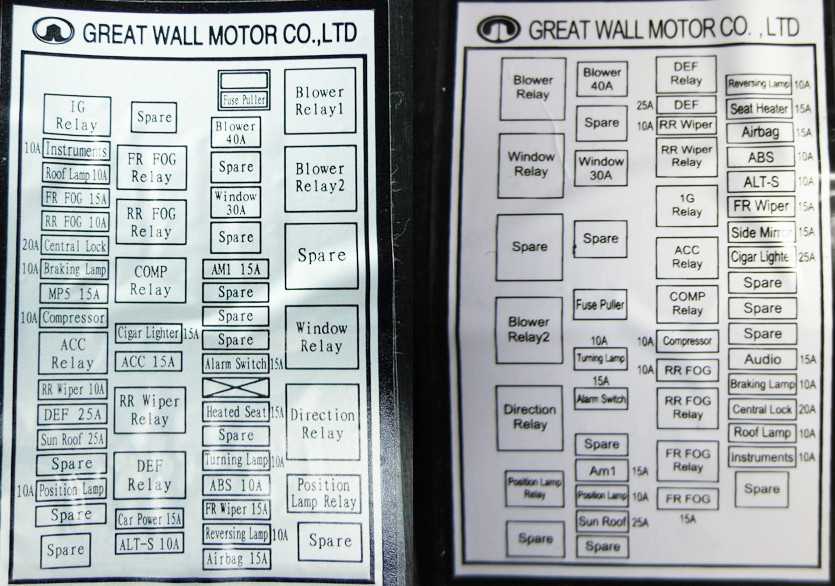 GREAT WALL MOTOR CO.,LTD
IG
Relay
10A Instruments
Roof Lamp 10A
FR FOG 15A
RR FOG 10A
20A Central Lock
10A Braking Lamp
MP5 15A
10A Compressor
ACC
Relay
RR Wiper 10A
DEF 25A
Sun Roof 25A
Spare
10A Position Lamp
Spare
Spare
Spare
FR FOG
Relay
RR FOG
Relay
COMP
Relay
Cigar Lighter 15A
ACC 15A
RR Wiper
Relay
DEF
Relay
Car Power 15A
ALT-S 10A
Fuse Puller
Blower
40A
Spare
Window
30A
Spare
AM1 15A
Spare
Spare
Spare
Alarm Switch 15A
Heated Seat 15A
Spare
Turning Lamp 10A
ABS 10A
FR Wiper 15A
Reversing Lamp 10A
Airbag 15A
Blower
Relay1
Blower
Relay2
Spare
Window
Relay
Direction
Relay
Position
Lamp Relay
Spare
GREAT WALL MOTOR CO.,LTD
Blower
Relay
Window
Relay
Spare
Blower
Relay2
Direction
Relay
Position Lamp
Relay
Spare
Blower
40A
Spare
Window
30A
Spare
Fuse Puller
10A
Turning Lamp
15A
Alarm Switch
Spare
Am1 15A
Position Lamp 10A
Sun Roof 25A
Spare
DEF
Relay
25A DEF
10A RR Wiper
RR Wiper
Relay
1G
Relay
ACC
Relay
COMP
Relay
10A Compressor
10A RR FOG
RR FOG
Relay
FR FOG
Relay
FR FOG
15A
Reversing Lamp 10A
Seat Heater 15A
Airbag 15A
ABS 10A
ALT-S 10A
FR Wiper 15A
Side Mirror 15A
Cigar Lighte 25A
Spare
Spare
Spare
Audio 15A
Braking Lamp 10A
Central Lock 20A
Roof Lamp 10A
Instruments 10A
Spare